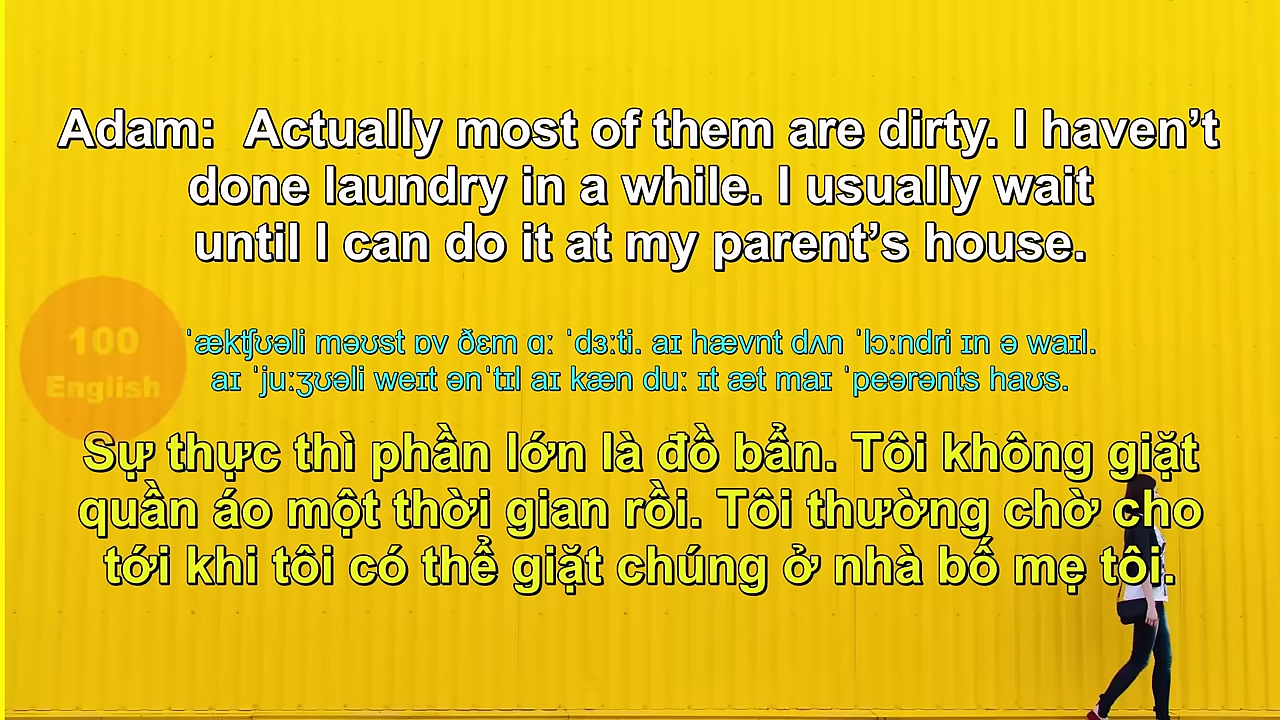 Adam:  Actually most of them are dirty. I haven’t
done laundry in a while. I usually wait
until I can do it at my parent’s house.
100
English
ˈækʧʊəli məʊst ɒv ðɛm ɑː ˈdɜːti. aɪ hævnt dʌn ˈlɔːndri ɪn ə waɪl.
aɪ ˈjuːʒʊəli weɪt ənˈtɪl aɪ kæn duː ɪt æt maɪ ˈpeərənts haʊs.
Sự thực thì phần lớn là đồ bẩn. Tôi không giặt
quần áo một thời gian rồi. Tôi thường chờ cho
tới khi tôi có thể giặt chúng ở nhà bố mẹ tôi.